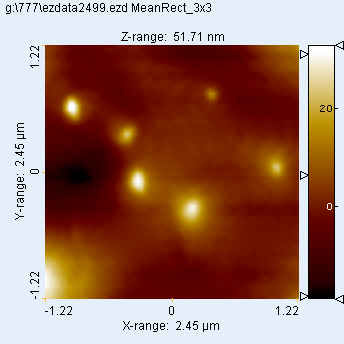 g:\777\ezdata2499.ezd MeanRect_3x3
Z-range: 51.71 nm
1.22
0
-1.22
Y-range: 2.45 µm
20
0
-1.22 0 1.22
X-range: 2.45 µm